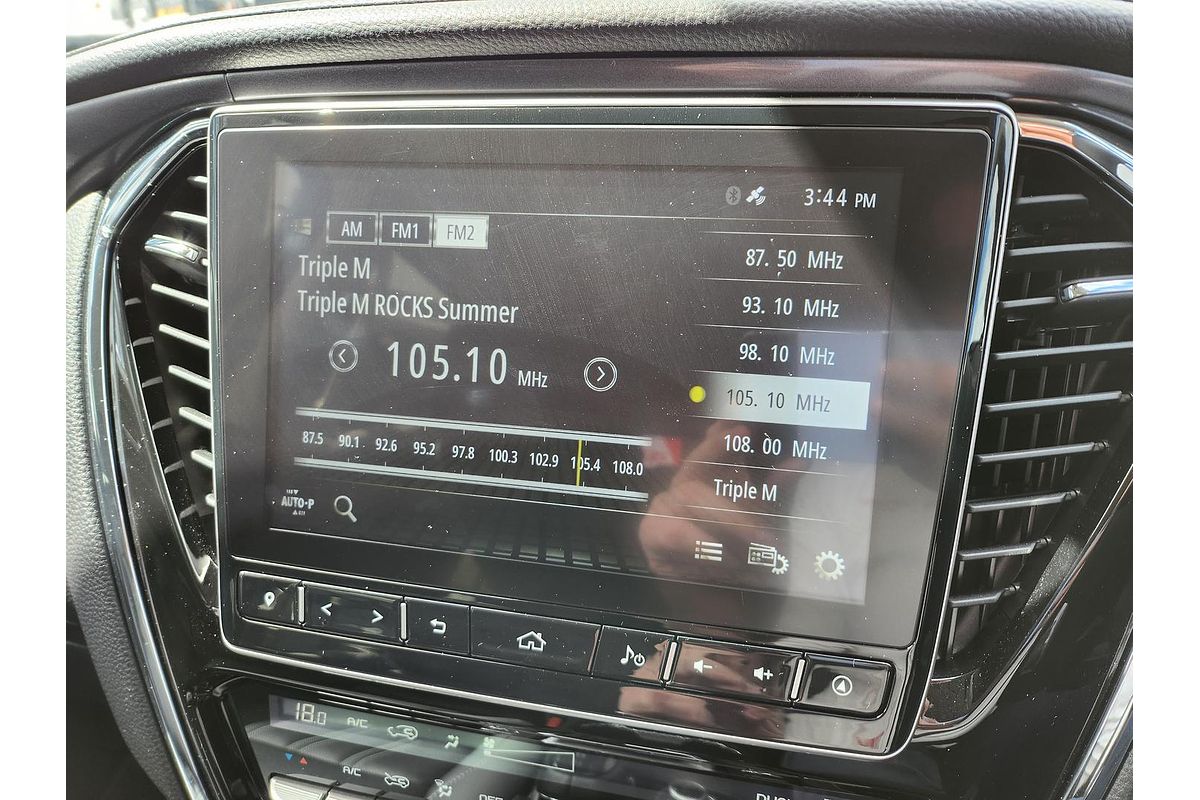 3:44 PM
AM FM1 FM2
Triple M
Triple M ROCKS Summer
105.10 MHz
87.5 90.1 92.6 95.2 97.8 100.3 102.9 105.4 108.0
AUTO-P
87. 50 MHz
93. 10 MHz
98. 10 MHz
105. 10 MHz
108. 00 MHz
Triple M
18.0 A/C
A/C